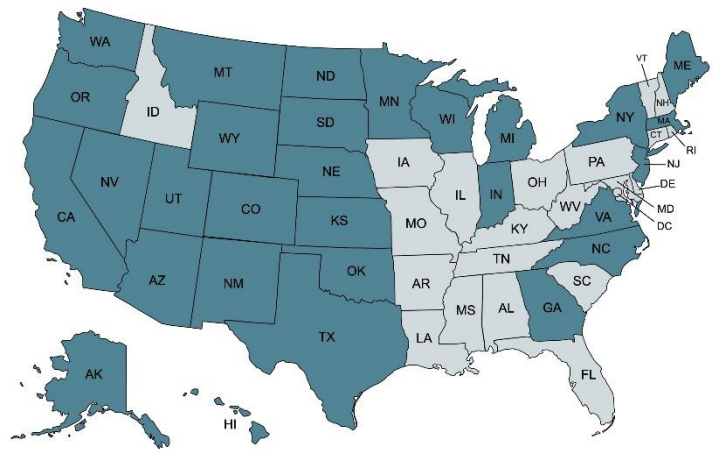 WA
MT
ND
MN
VT
ME
OR
ID
SD
WI
MI
NY
NH
MA
CT
RI
WY
NE
IA
IL
IN
OH
PA
NJ
DE
MD
DC
NV
UT
CO
KS
MO
KY
WV
VA
CA
AZ
NM
OK
AR
TN
NC
TX
LA
MS
AL
GA
SC
FL
AK
HI